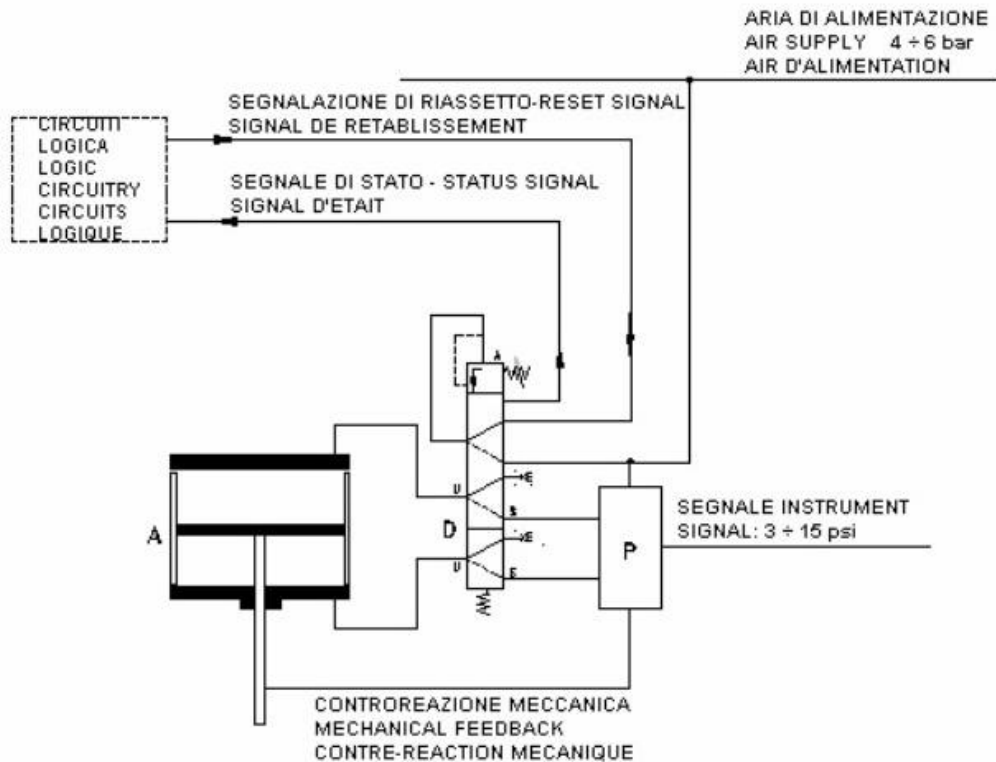 ARIA DI ALIMENTAZIONE
AIR SUPPLY 4 ÷ 6 bar
AIR D'ALIMENTATION
SEGNALAZIONE DI RIASSETTO-RESET SIGNAL
SIGNAL DE RETABLISSEMENT
CIRCUITI
LOGICA
LOGIC
CIRCUITRY
CIRCUITS
LOGIQUE
SEGNALE DI STATO - STATUS SIGNAL
SIGNAL D'ETAIT
A
E
U
S
A
D
E
U
P
SEGNALE INSTRUMENT
SIGNAL: 3 ÷ 15 psi
CONTROREAZIONE MECCANICA
MECHANICAL FEEDBACK
CONTRE-REACTION MECANIQUE